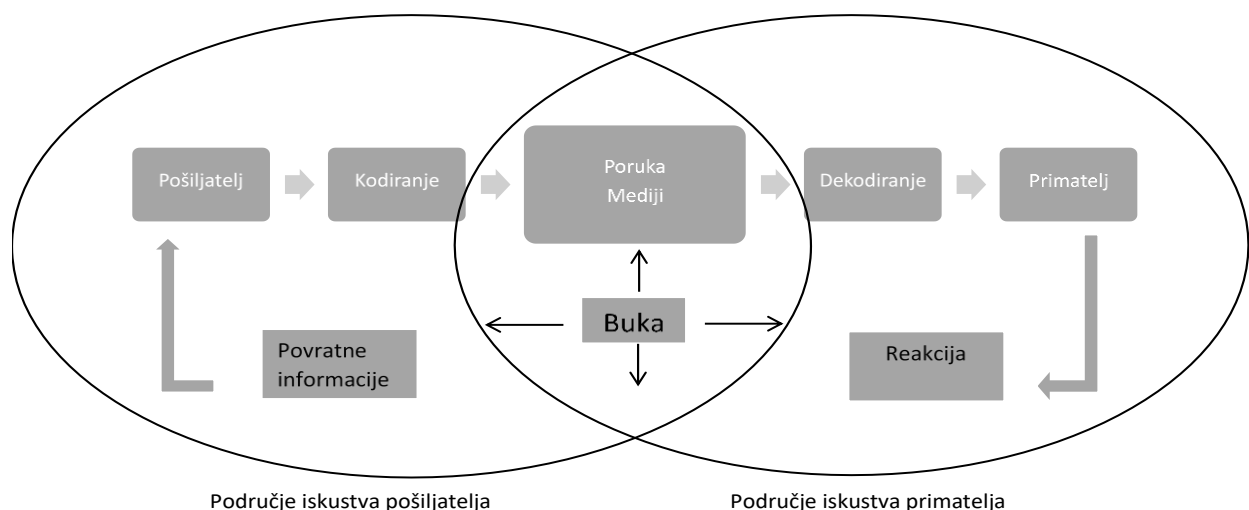 Pošiljatelj
Kodiranje
Poruka
Mediji
Dekodiranje
Primatelj
Buka
Povratne
informacije
Reakcija
Područje iskustva pošiljatelja
Područje iskustva primatelja